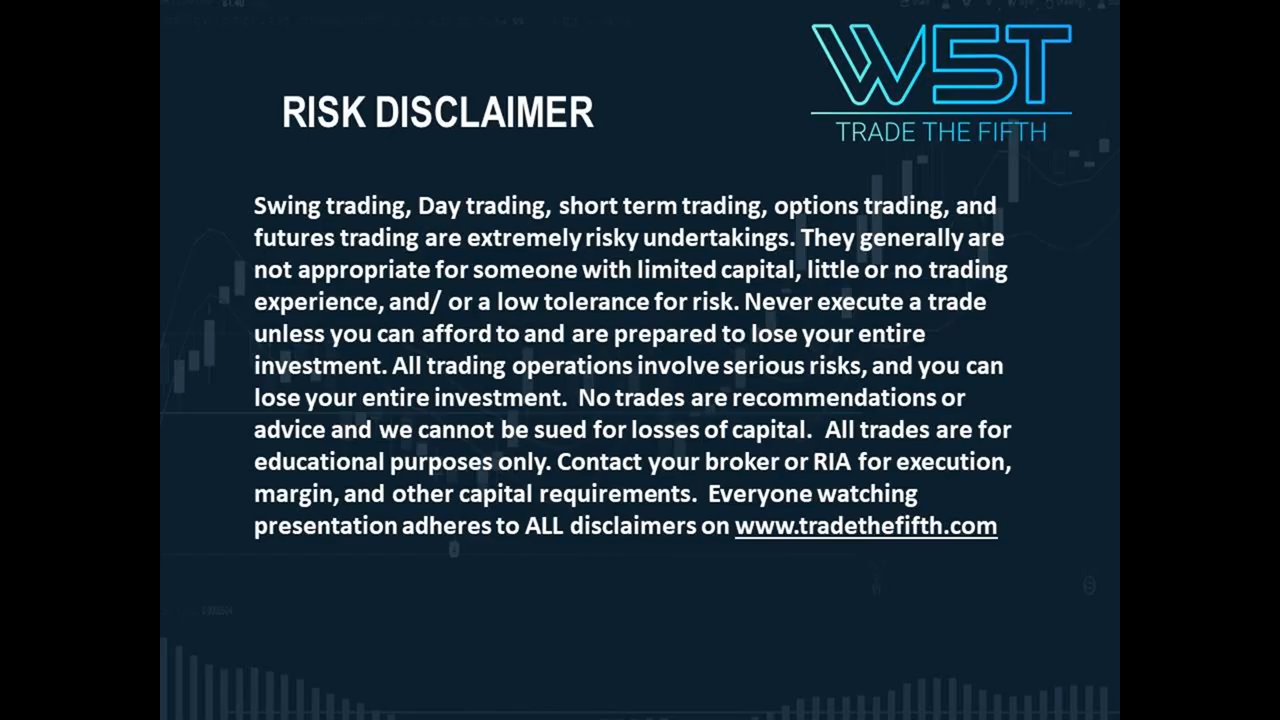 W5T
TRADE THE FIFTH
RISK DISCLAIMER
Swing trading, Day trading, short term trading, options trading, and
futures trading are extremely risky undertakings. They generally are
not appropriate for someone with limited capital, little or no trading
experience, and/ or a low tolerance for risk. Never execute a trade
unless you can afford to and are prepared to lose your entire
investment. All trading operations involve serious risks, and you can
lose your entire investment.  No trades are recommendations or
advice and we cannot be sued for losses of capital.  All trades are for
educational purposes only. Contact your broker or RIA for execution,
margin, and other capital requirements.  Everyone watching
presentation adheres to ALL disclaimers on www.tradethefifth.com